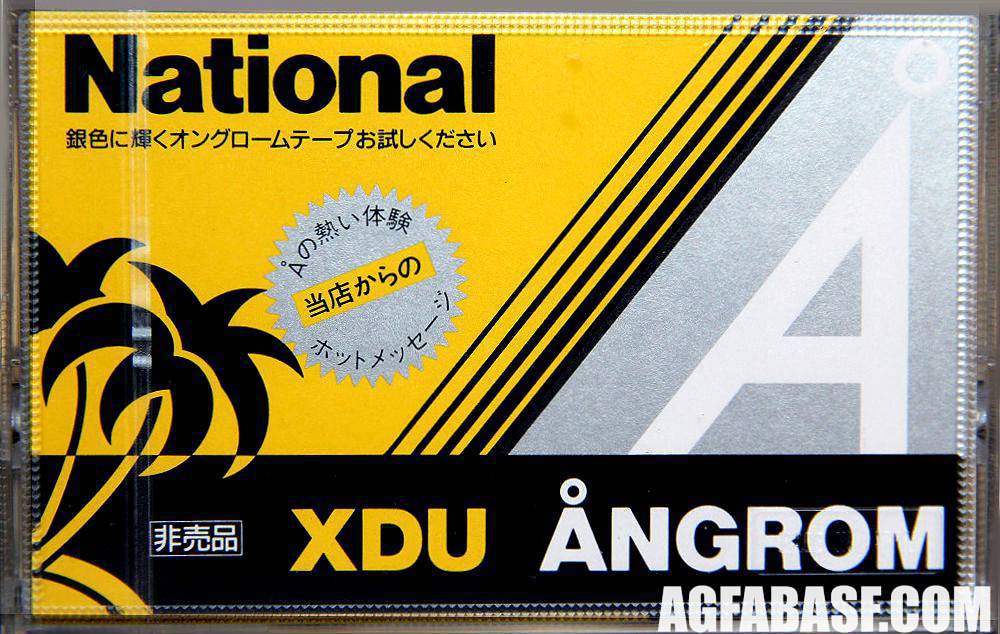 National
銀色に輝くオングロームテープお試しください
Åの熱い体験
当店からの
ホットメッセージ
Å
非売品
XDU
ÅNGROM
AGFABASF.COM